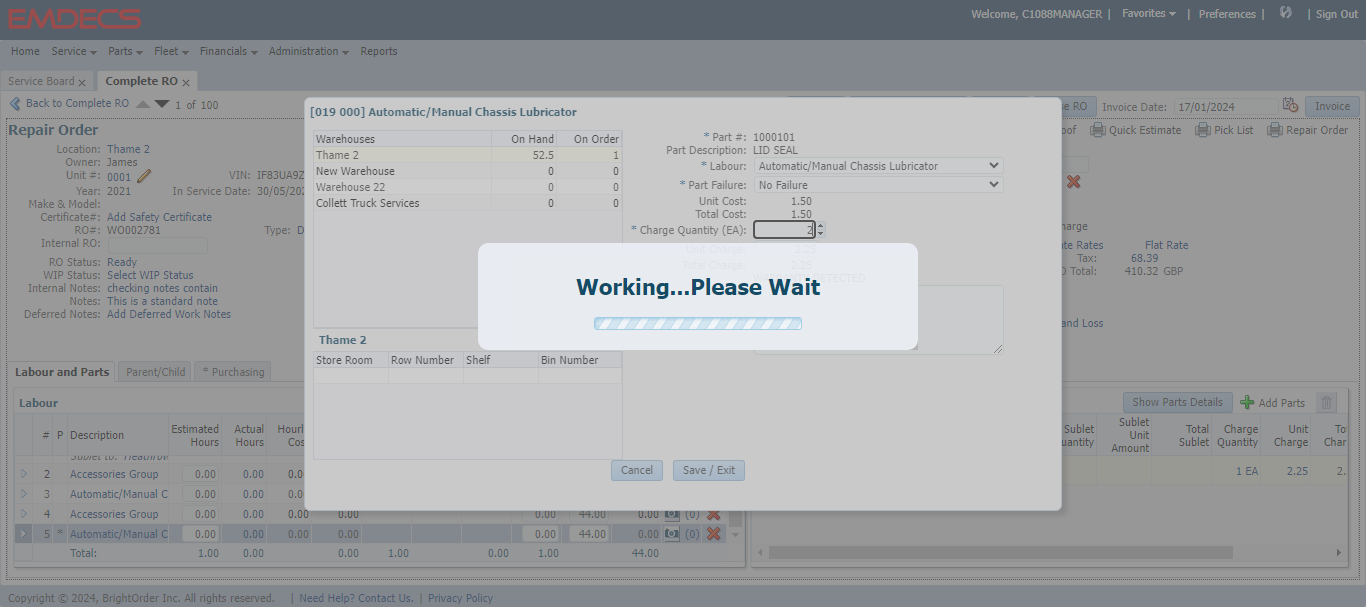 EMDECS
Welcome, C1088MANAGER | Favorites | Preferences | | Sign Out
Home Service Parts Fleet Financials Administration Reports
Service Board x Complete RO x
Back to Complete RO 1 of 100
RO Invoice Date: 17/01/2024 Invoice
Repair Order
Quick Estimate Pick List Repair Order
Location: Thame 2
Owner: James
Unit #: 0001 VIN: IF83UA9Z
Year: 2021 In Service Date: 30/05/202
Make & Model:
Certificate#: Add Safety Certificate
RO#: WO002781 Type: D
Internal RO:
RO Status: Ready
WIP Status: Select WIP Status
Internal Notes: checking notes contain
Notes: This is a standard note
Deferred Notes: Add Deferred Work Notes
Rates Flat Rate
Tax: 68.39
Total: 410.32 GBP
and Loss
[019 000] Automatic/Manual Chassis Lubricator
Warehouses On Hand On Order
Thame 2 52.5 1
New Warehouse 0 0
Warehouse 22 0 0
Collett Truck Services 0 0
* Part #: 1000101
Part Description: LID SEAL
* Labour: Automatic/Manual Chassis Lubricator
* Part Failure: No Failure
Unit Cost: 1.50
Total Cost: 1.50
* Charge Quantity (EA): 2
Unit Charge: 2.25
Total Charge: 2.25
Working...Please Wait
Thame 2
Store Room Row Number Shelf Bin Number
Cancel Save / Exit
Labour and Parts Parent/Child * Purchasing
Labour
# P Description Estimated Hours Actual Hours
2 Accessories Group 0.00 0.00 0.0
3 Automatic/Manual C 0.00 0.00 0.0
4 Accessories Group 0.00 0.00 0.00 0.00 0.00 44.00 0.00 (0)
5 * Automatic/Manual C 0.00 0.00 0.00 0.00 0.00 44.00 0.00 (0)
Total: 1.00 0.00 0.00 1.00 0.00 1.00 44.00
Show Parts Details Add Parts
Sublet Sublet Unit Amount Total Sublet Charge Quantity Unit Charge
1 EA 2.25 2.
Copyright © 2024, BrightOrder Inc. All rights reserved. | Need Help? Contact Us. | Privacy Policy